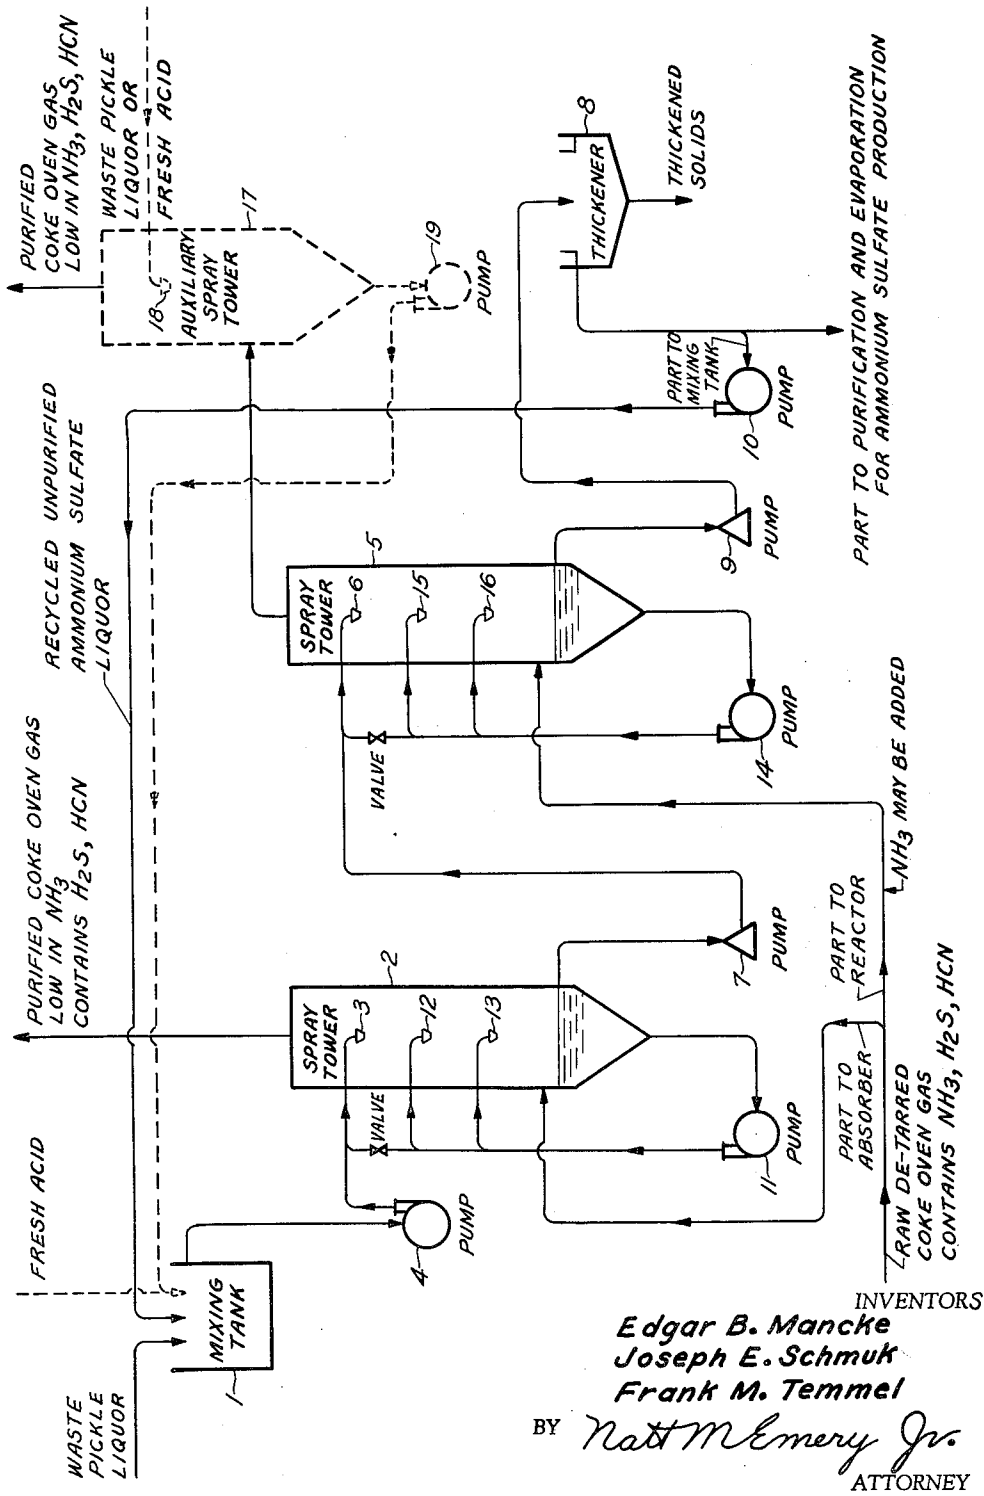 PURIFIED
COKE OVEN GAS
LOW IN NH3, H2S, HCN
WASTE PICKLE
LIQUOR OR
FRESH ACID
17
18
AUXILIARY
SPRAY
TOWER
19
PUMP
8
THICKENER
THICKENED
SOLIDS
PART TO
MIXING
TANK
10
PUMP
PART TO PURIFICATION AND EVAPORATION
FOR AMMONIUM SULFATE PRODUCTION
RECYCLED UNPURIFIED
AMMONIUM SULFATE
LIQUOR
5
SPRAY
TOWER
6
15
16
9
PUMP
VALVE
14
PUMP
PURIFIED COKE OVEN GAS
LOW IN NH3
CONTAINS H2S, HCN
2
SPRAY
TOWER
3
12
13
7
PUMP
VALVE
11
PUMP
NH3 MAY BE ADDED
PART TO
REACTOR
PART TO
ABSORBER
RAW DE-TARRED
COKE OVEN GAS
CONTAINS NH3, H2S, HCN
FRESH ACID
4
PUMP
MIXING
TANK
1
WASTE
PICKLE
LIQUOR
INVENTORS
Edgar B. Mancke
Joseph E. Schmuk
Frank M. Temmel
BY Natt M Emery Jr.
ATTORNEY